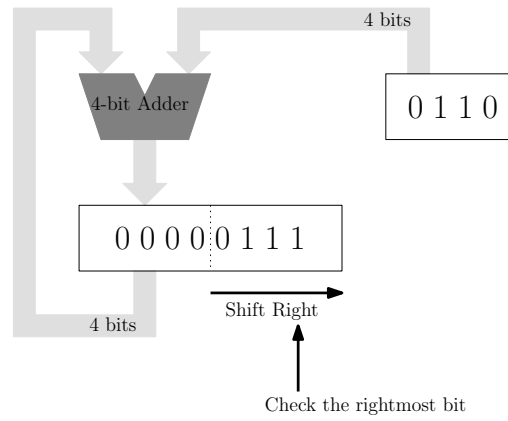 4 bits
0 1 1 0
4-bit Adder
0 0 0 0 0 1 1 1
Shift Right
4 bits
Check the rightmost bit